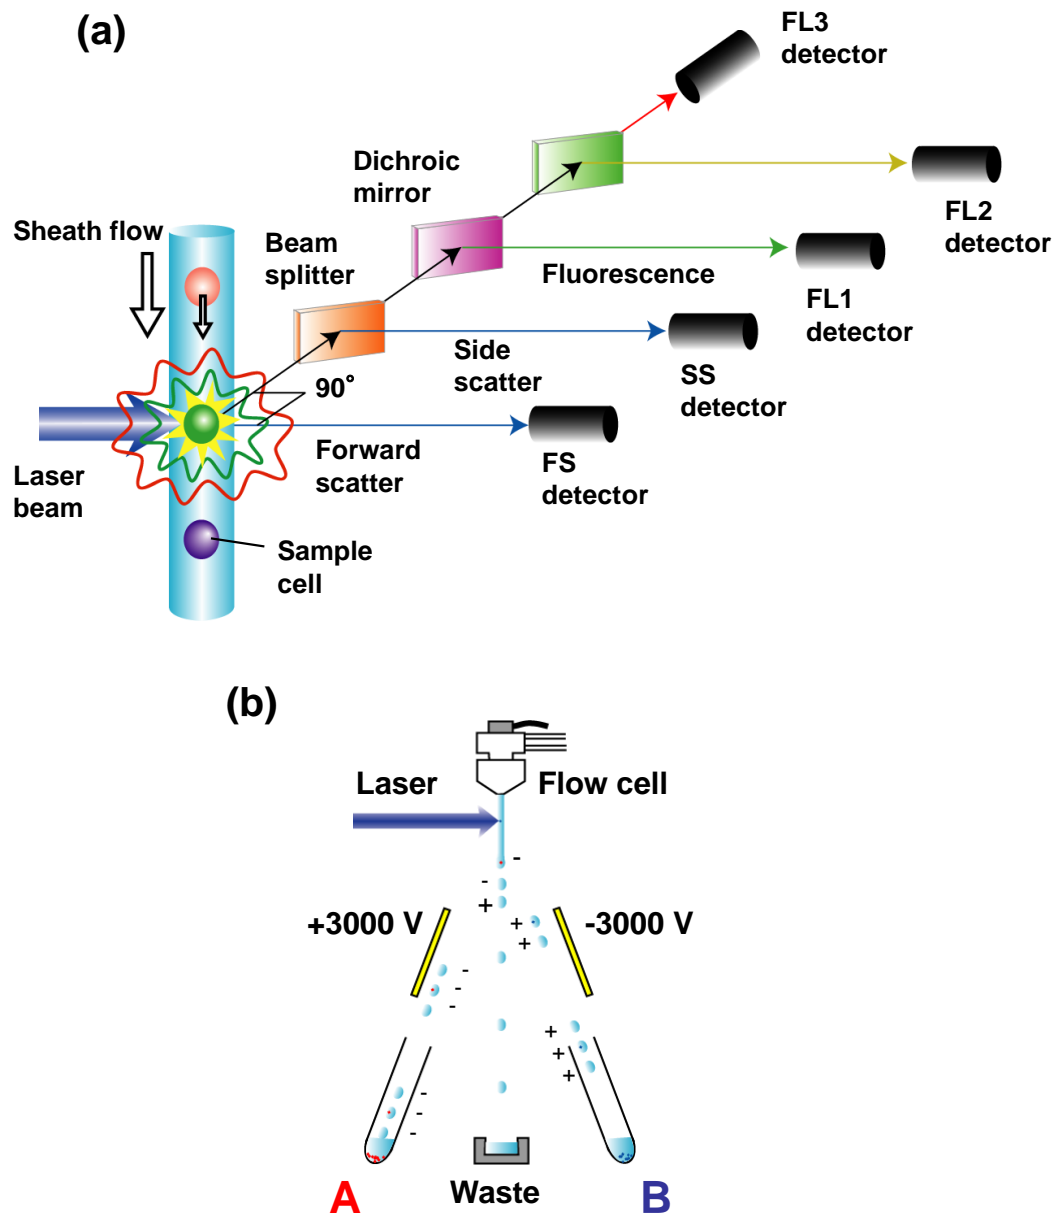 (a)
FL3
detector
Dichroic
mirror
FL2
detector
Sheath flow
Beam
splitter
Fluorescence
FL1
detector
Side
scatter
SS
detector
90°
Laser
beam
Forward
scatter
FS
detector
Sample
cell
(b)
Laser
Flow cell
-
-
+
+3000 V
+
+
-3000 V
-
-
-
+
+
+
-
-
-
A
Waste
B